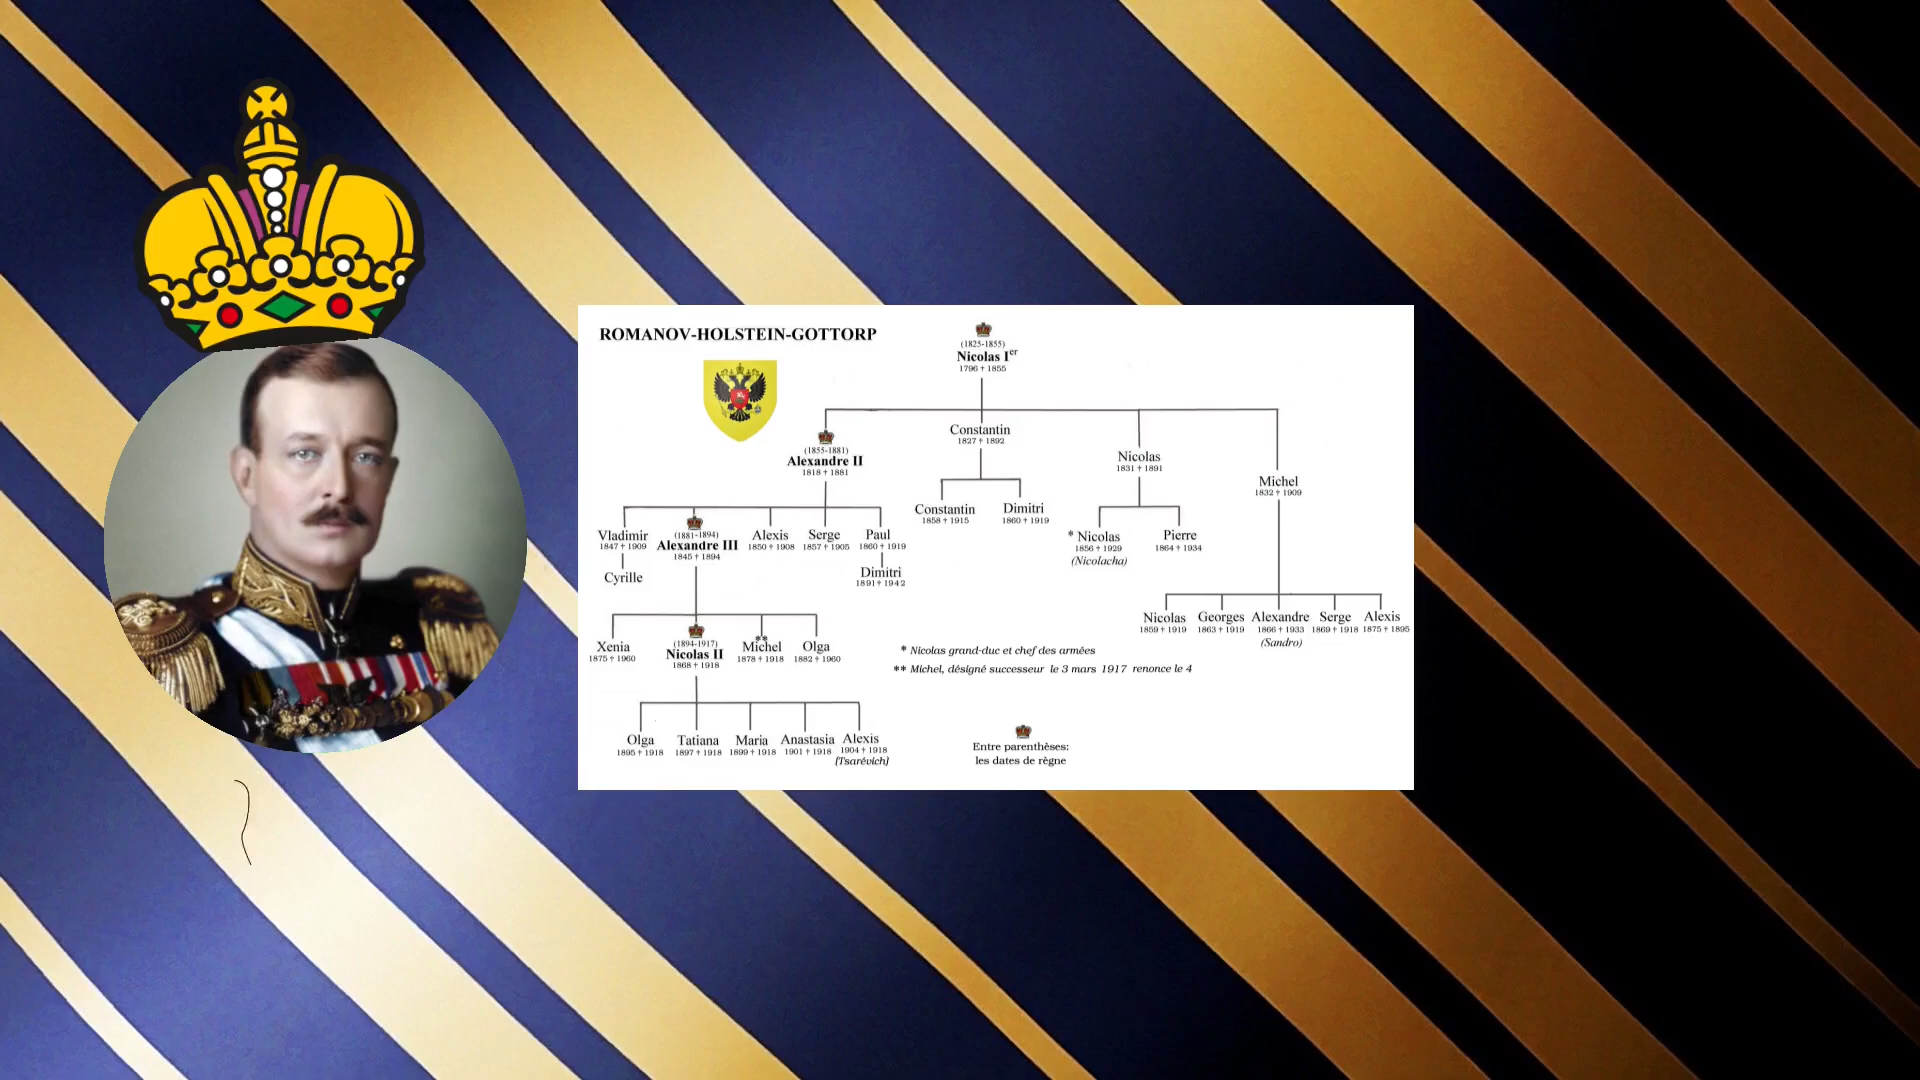 ROMANOV-HOLSTEIN-GOTTORP
(1825-1855)
Nicolas Ier
1796 † 1855
(1855-1881)
Alexandre II
1818 † 1881
Constantin
1827 † 1892
Nicolas
1831 † 1891
Michel
1832 † 1909
Vladimir
1847 † 1909
Cyrille
(1881-1894)
Alexandre III
1845 † 1894
Alexis
1850 † 1908
Serge
1857 † 1905
Paul
1860 † 1919
Dimitri
1891 † 1942
Constantin
1858 † 1915
Dimitri
1860 † 1919
* Nicolas
1856 † 1929
(Nicolacha)
Pierre
1864 † 1934
Nicolas
1859 † 1919
Georges
1863 † 1919
Alexandre
1866 † 1933
(Sandro)
Serge
1869 † 1918
Alexis
1875 † 1895
Xenia
1875 † 1960
(1894-1917)
Nicolas II
1868 † 1918
**
Michel
1878 † 1918
Olga
1882 † 1960
* Nicolas grand-duc et chef des armées
** Michel, désigné successeur le 3 mars 1917 renonce le 4
Olga
1895 † 1918
Tatiana
1897 † 1918
Maria
1899 † 1918
Anastasia
1901 † 1918
Alexis
1904 † 1918
(Tsarévich)
Entre parenthèses:
les dates de règne